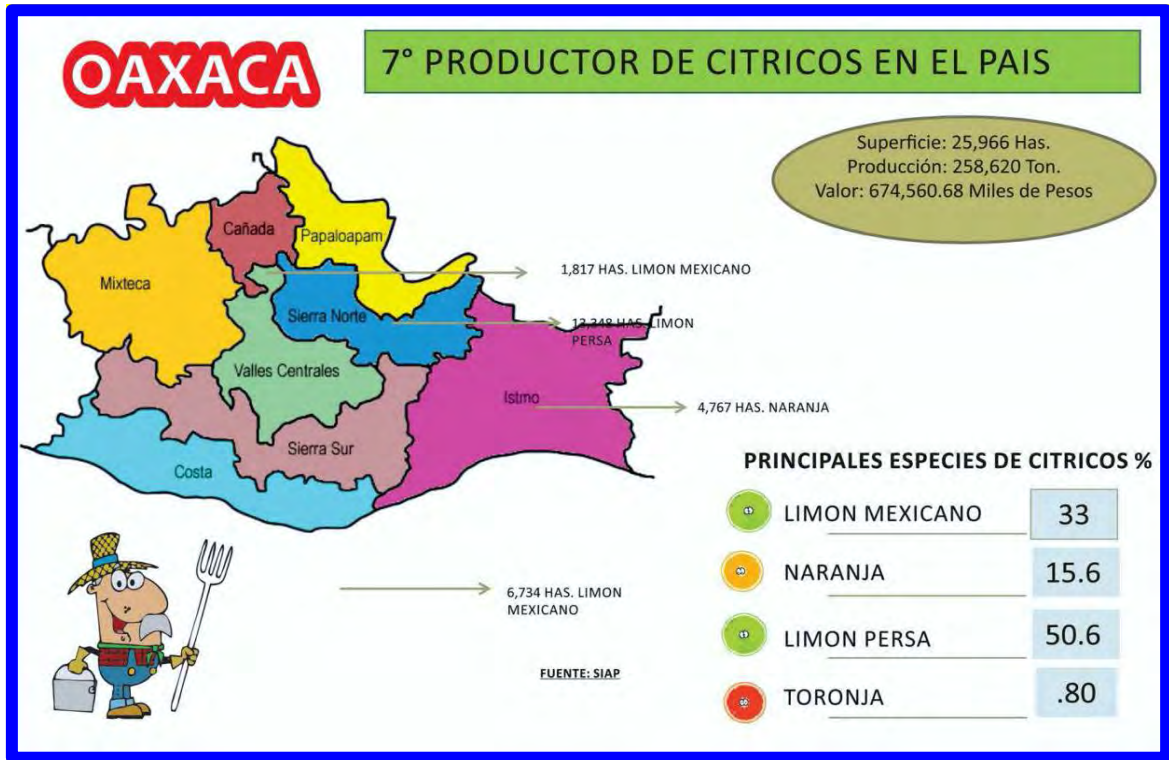 OAXACA
7° PRODUCTOR DE CITRICOS EN EL PAIS
Superficie: 25,966 Has.
Producción: 258,620 Ton.
Valor: 674,560.68 Miles de Pesos
Cañada
Papaloapam
Mixteca
Sierra Norte
Valles Centrales
Istmo
Sierra Sur
Costa
1,817 HAS. LIMON MEXICANO
13,348 HAS. LIMON
PERSA
4,767 HAS. NARANJA
6,734 HAS. LIMON
MEXICANO
FUENTE: SIAP
PRINCIPALES ESPECIES DE CITRICOS %
LIMON MEXICANO 33
NARANJA 15.6
LIMON PERSA 50.6
TORONJA .80